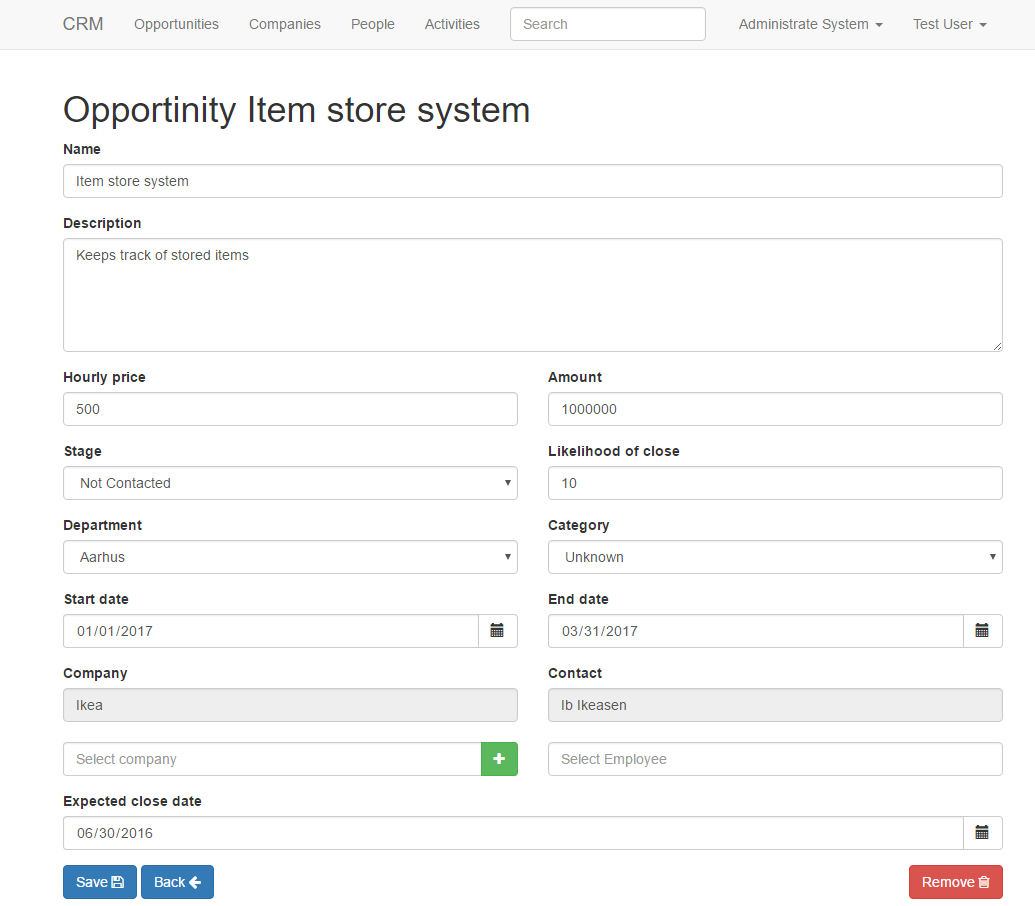 CRM Opportunities Companies People Activities Search Administrate System Test User
Opportinity Item store system
Name
Item store system
Description
Keeps track of stored items
Hourly price Amount
500 1000000
Stage Likelihood of close
Not Contacted 10
Department Category
Aarhus Unknown
Start date End date
01/01/2017 03/31/2017
Company Contact
Ikea Ib Ikeasen
Select company Select Employee
Expected close date
06/30/2016
Save Back Remove